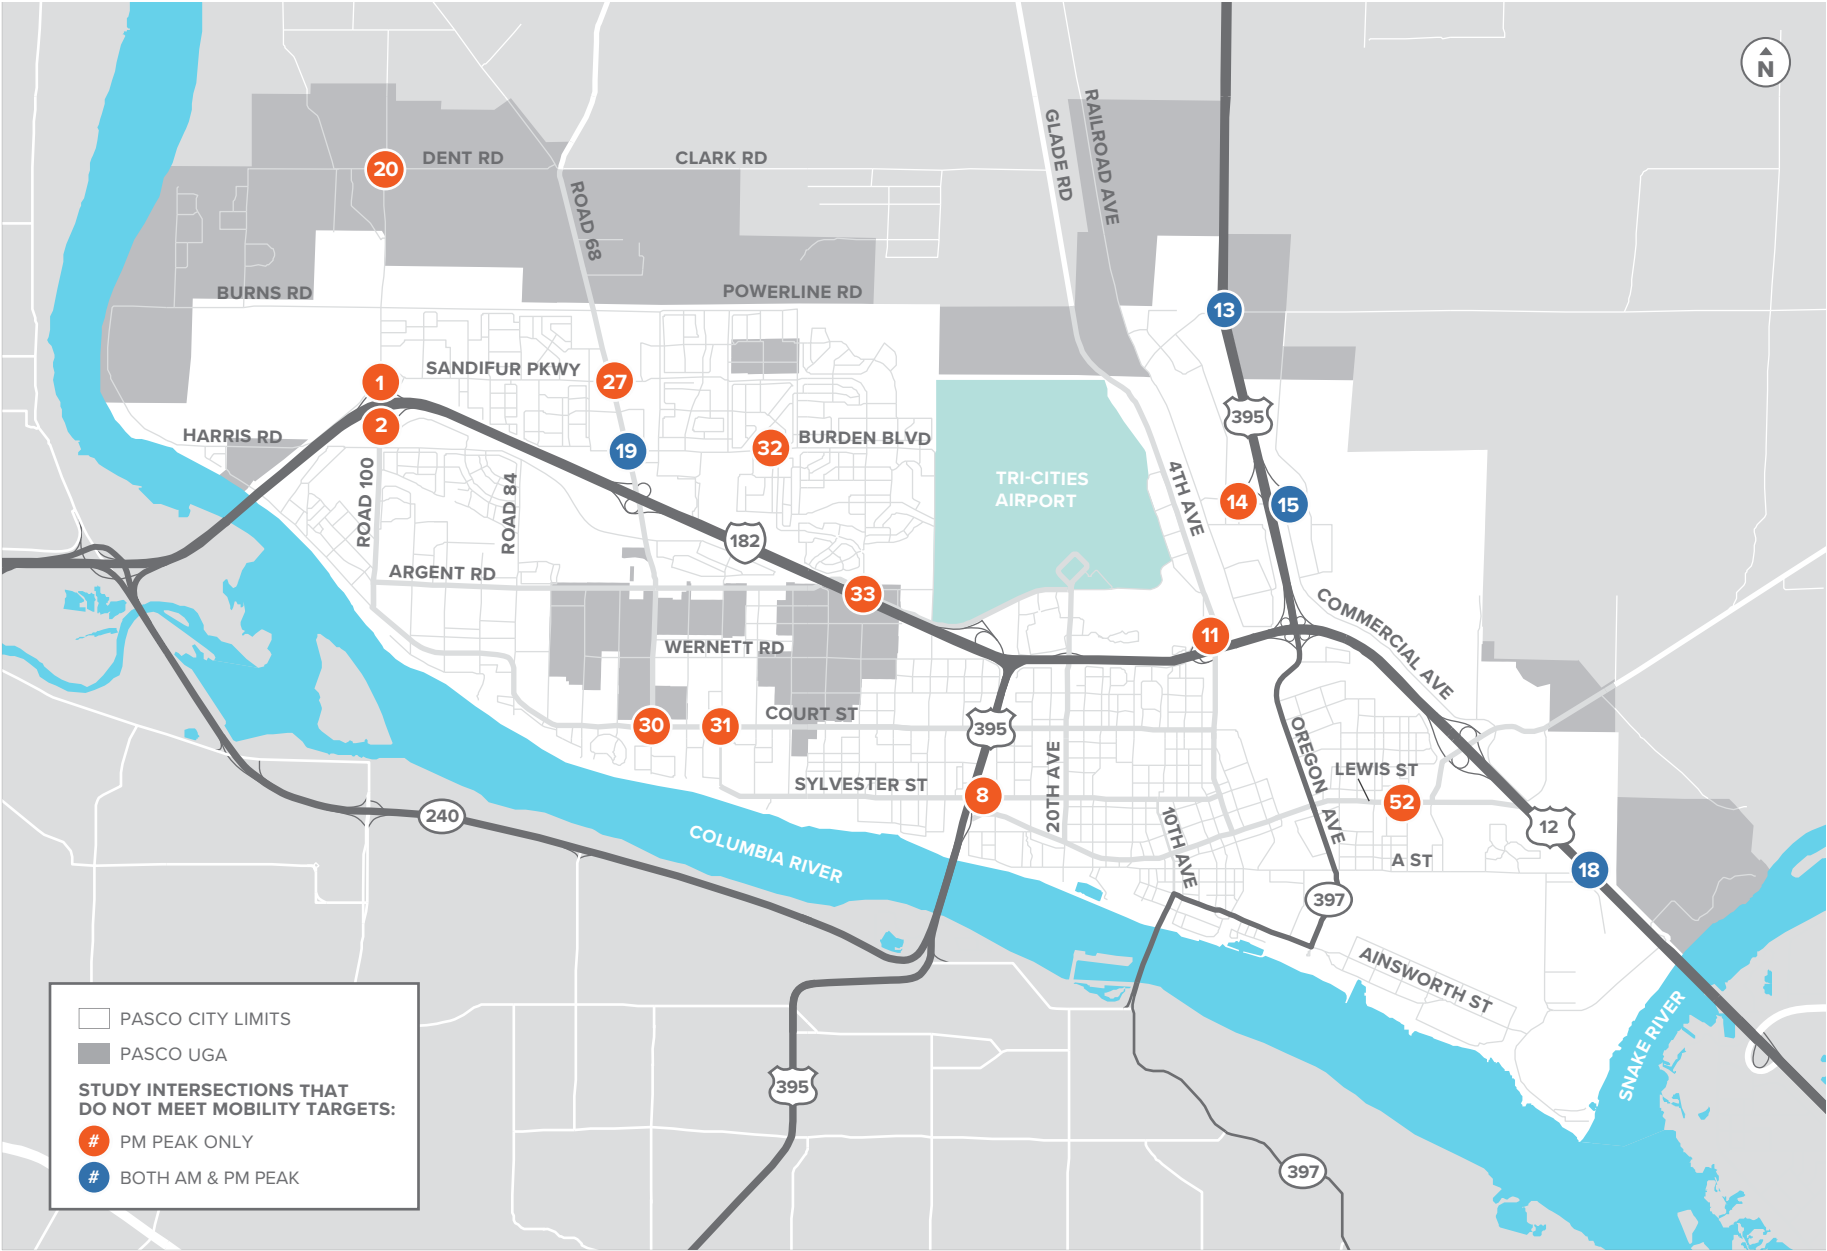 N
RAILROAD AVE
GLADE RD
20
DENT RD
CLARK RD
ROAD 68
BURNS RD
POWERLINE RD
13
SANDIFUR PKWY
1
27
2
395
HARRIS RD
19
32
BURDEN BLVD
ROAD 100
ROAD 84
TRI-CITIES
AIRPORT
4TH AVE
14
15
182
ARGENT RD
33
COMMERCIAL AVE
11
WERNETT RD
30
31
COURT ST
395
OREGON AVE
20TH AVE
LEWIS ST
SYLVESTER ST
8
52
240
10TH AVE
12
COLUMBIA RIVER
A ST
18
397
AINSWORTH ST
SNAKE RIVER
PASCO CITY LIMITS
PASCO UGA
STUDY INTERSECTIONS THAT
DO NOT MEET MOBILITY TARGETS:
# PM PEAK ONLY
# BOTH AM & PM PEAK
395
397